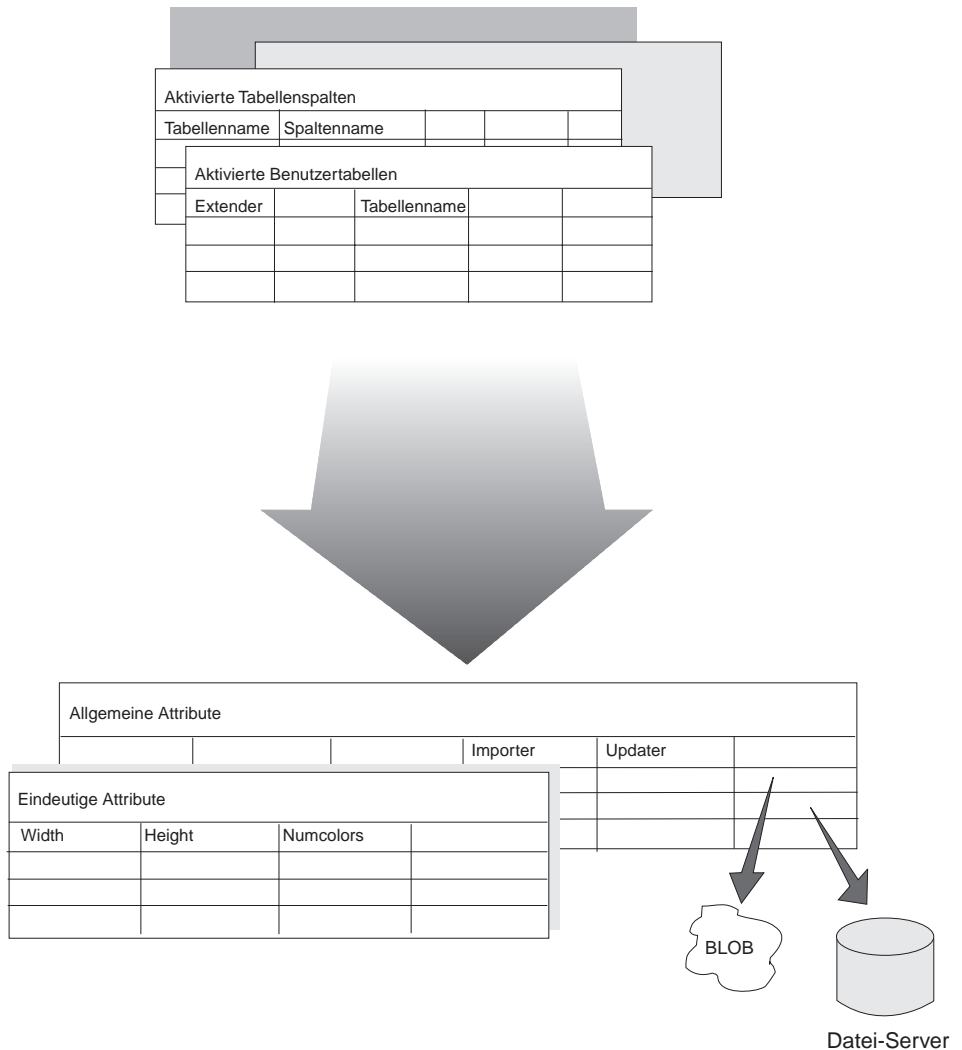 Aktivierte Tabellenspalten
Tabellenname Spaltenname
Aktivierte Benutzertabellen
Extender Tabellenname
Allgemeine Attribute
Importer Updater
Eindeutige Attribute
Width Height Numcolors
BLOB
Datei-Server